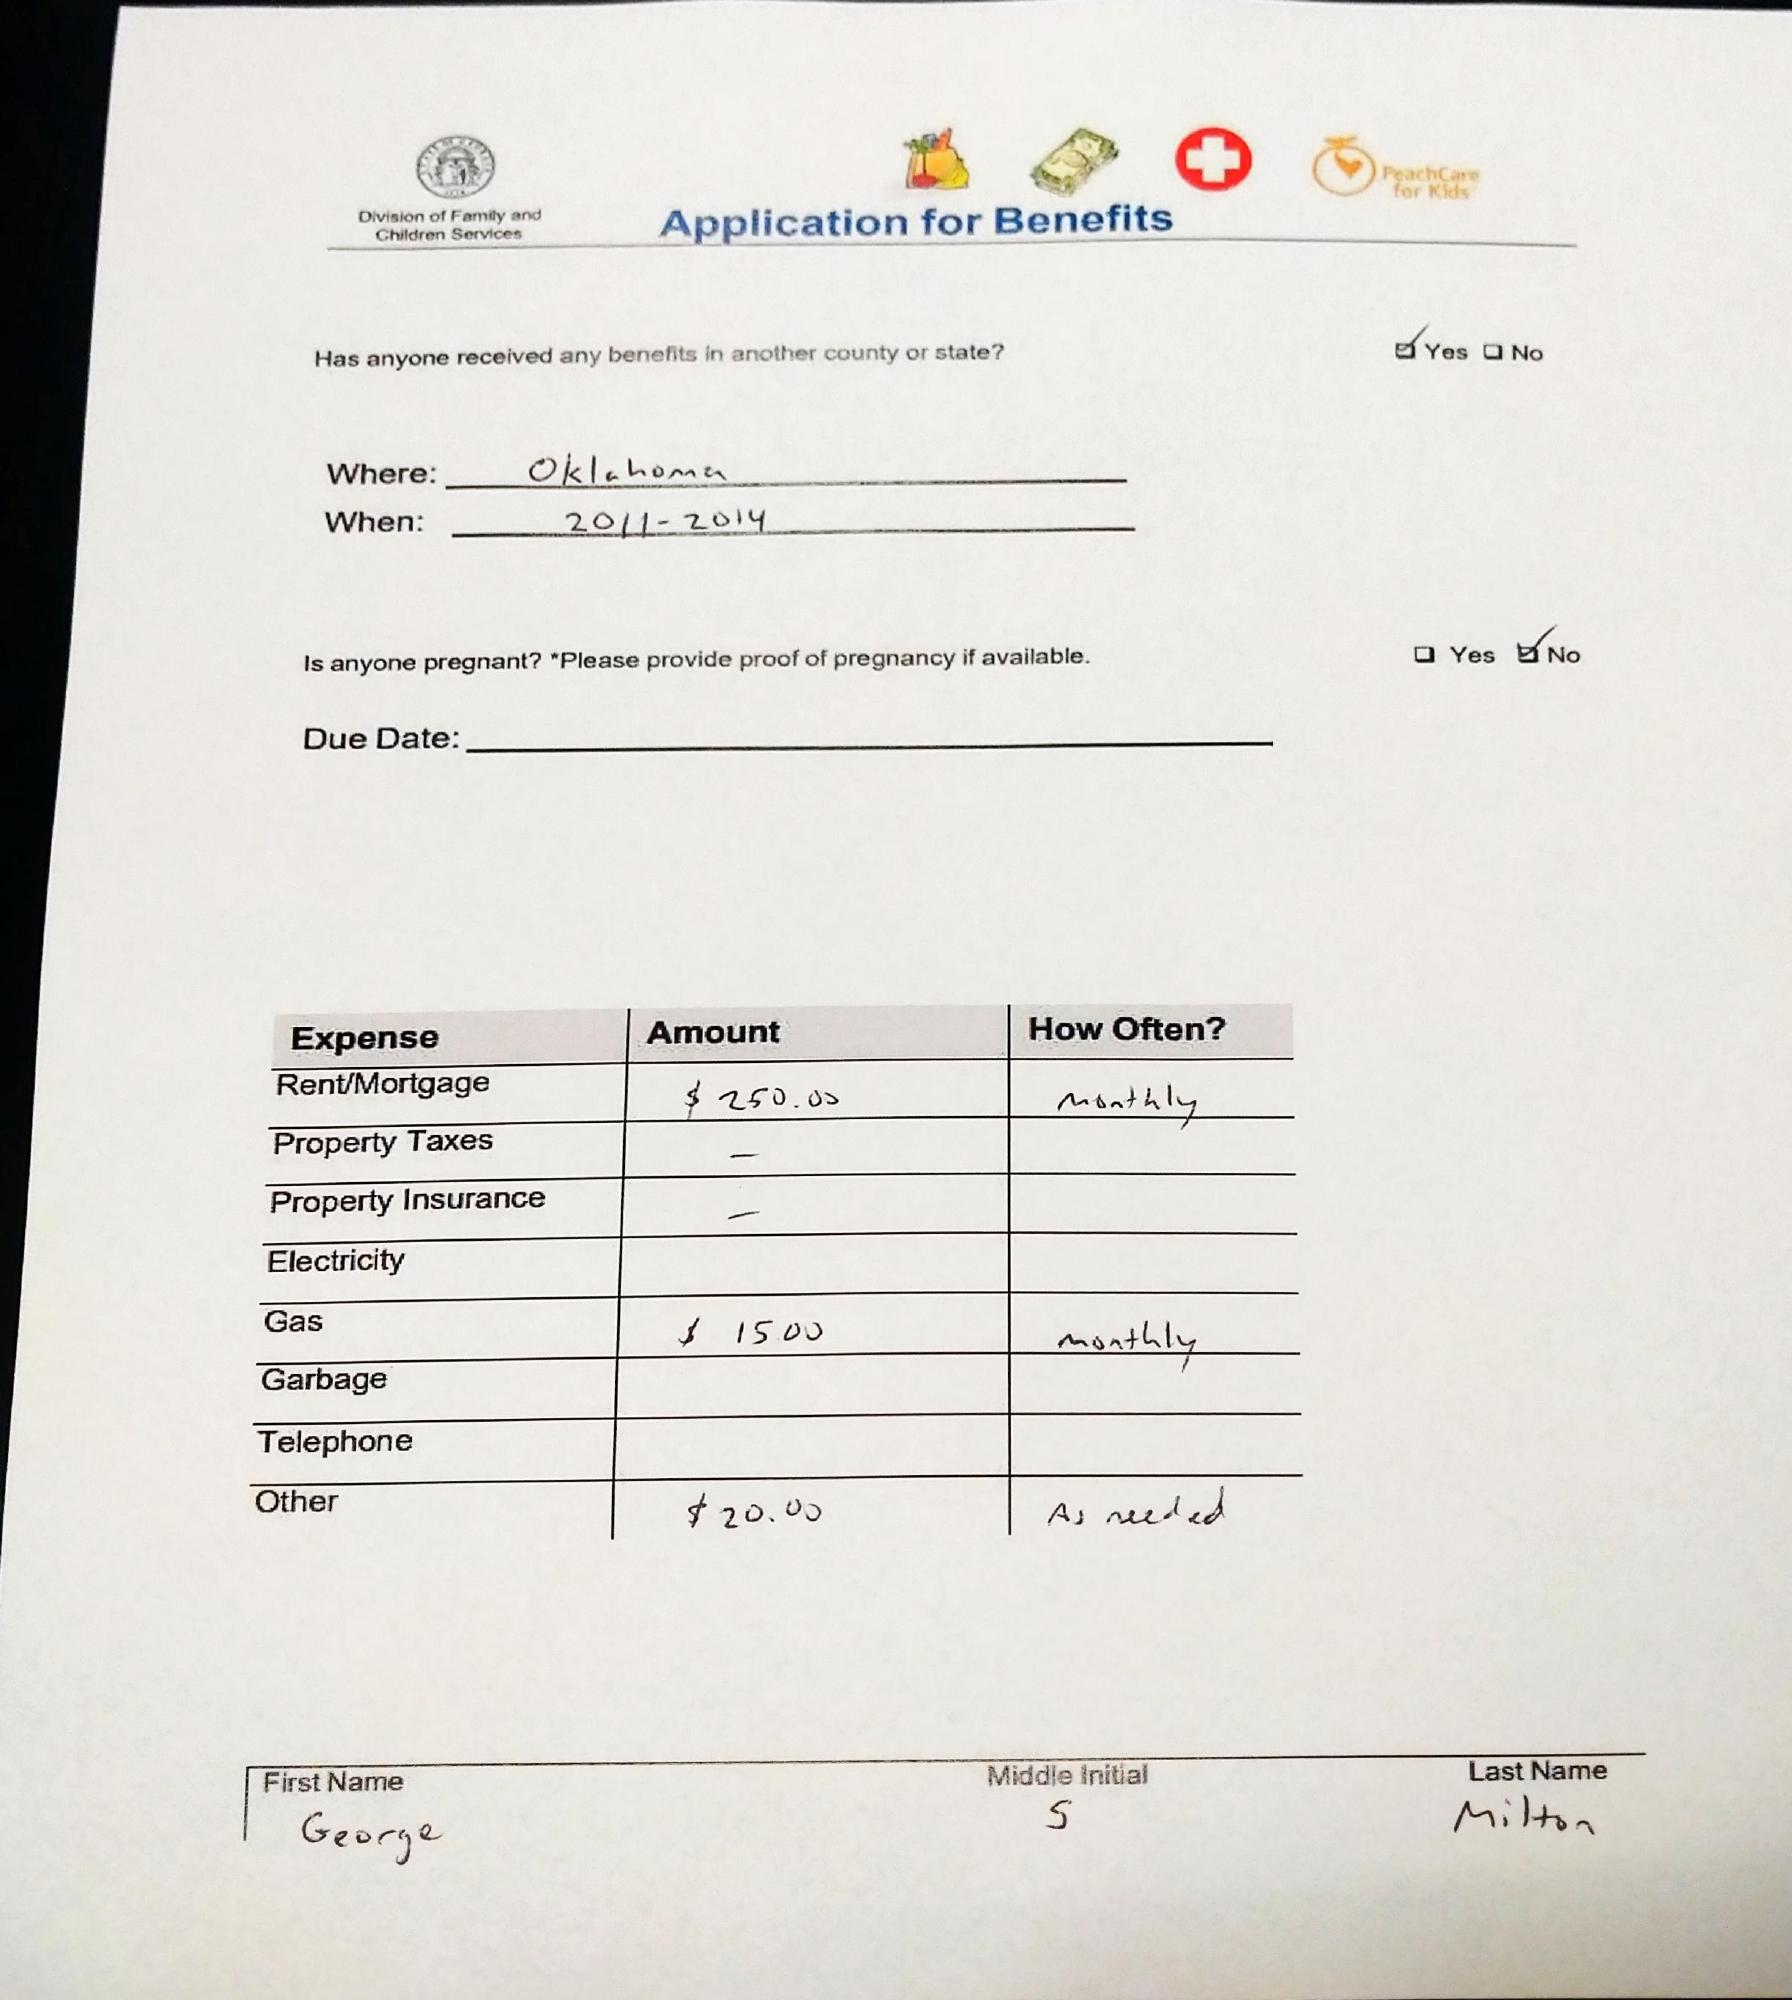 PeachCare
for Kids
Division of Family and
Children Services
Application for Benefits
Has anyone received any benefits in another county or state? ☑ Yes ☐ No
Where: Oklahoma
When: 2011-2014
Is anyone pregnant? *Please provide proof of pregnancy if available. ☐ Yes ☑ No
Due Date:
Expense Amount How Often?
Rent/Mortgage $ 250.00 monthly
Property Taxes —
Property Insurance —
Electricity
Gas $ 15.00 monthly
Garbage
Telephone
Other $ 20.00 As needed
First Name Middle Initial Last Name
George S Milton